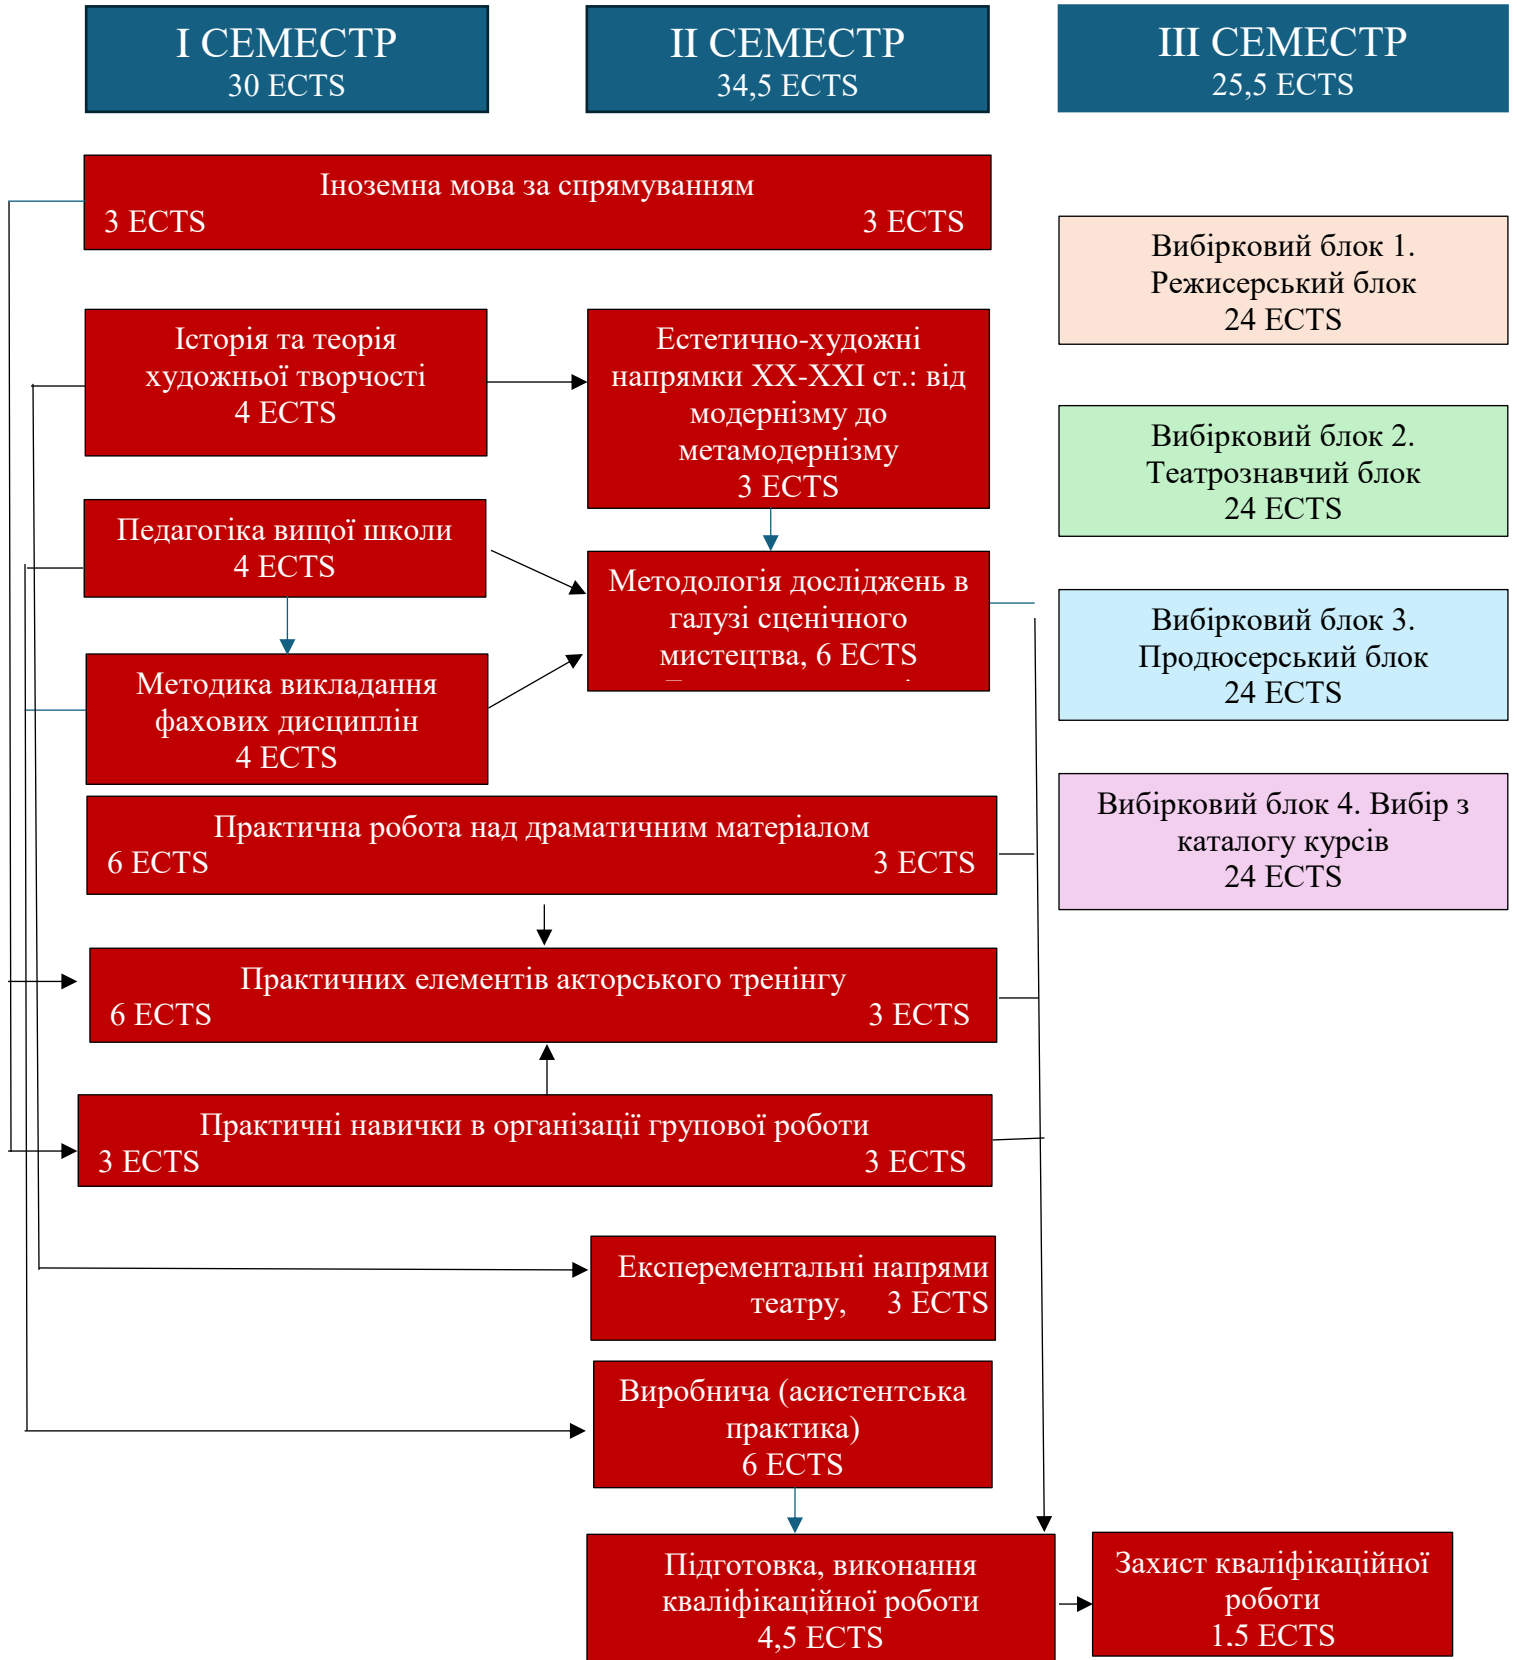 І СЕМЕСТР
30 ECTS
ІІ СЕМЕСТР
34,5 ECTS
ІІІ СЕМЕСТР
25,5 ECTS
Іноземна мова за спрямуванням
3 ECTS 3 ECTS
Вибірковий блок 1.
Режисерський блок
24 ECTS
Історія та теорія
художньої творчості
4 ECTS
Естетично-художні
напрямки ХХ-ХХІ ст.: від
модернізму до
метамодернізму
3 ECTS
Вибірковий блок 2.
Театрознавчий блок
24 ECTS
Педагогіка вищої школи
4 ECTS
Методологія досліджень в
галузі сценічного
мистецтва, 6 ECTS
Вибірковий блок 3.
Продюсерський блок
24 ECTS
Методика викладання
фахових дисциплін
4 ECTS
Вибірковий блок 4. Вибір з
каталогу курсів
24 ECTS
Практична робота над драматичним матеріалом
6 ECTS 3 ECTS
Практичних елементів акторського тренінгу
6 ECTS 3 ECTS
Практичні навички в організації групової роботи
3 ECTS 3 ECTS
Експерементальні напрями
театру, 3 ECTS
Виробнича (асистентська
практика)
6 ECTS
Підготовка, виконання
кваліфікаційної роботи
4,5 ECTS
Захист кваліфікаційної
роботи
1.5 ECTS